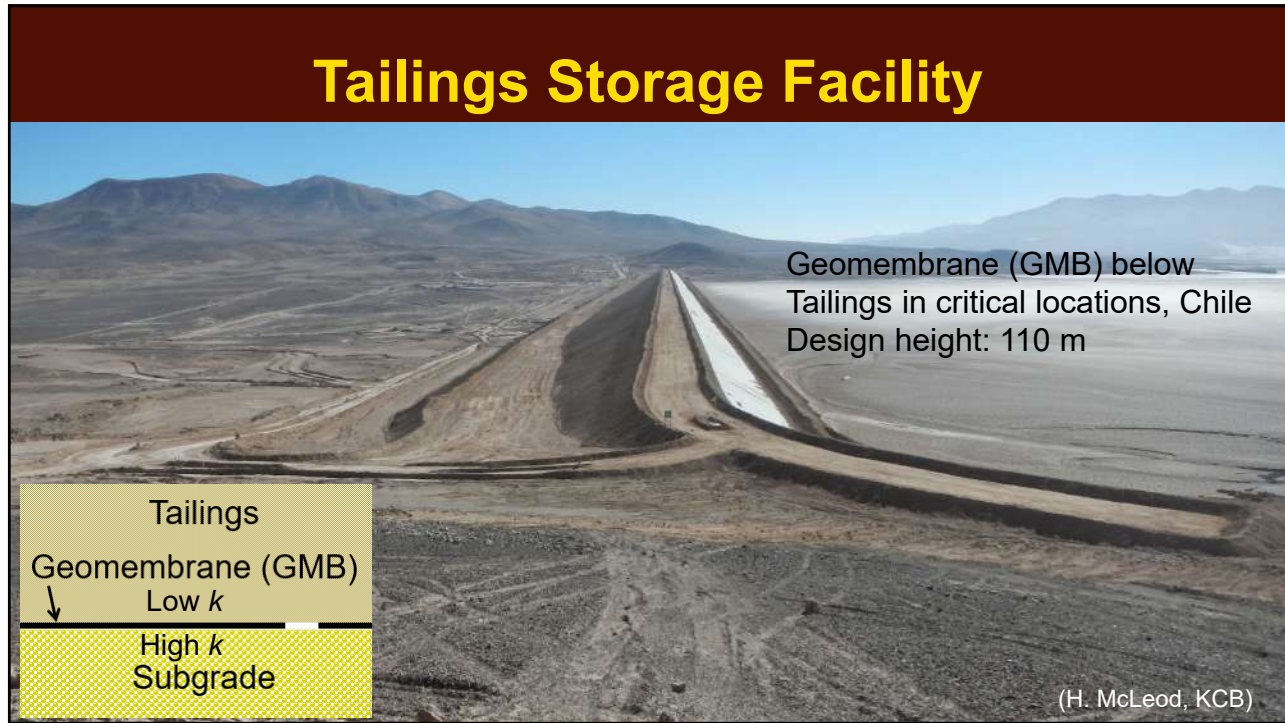 Tailings Storage Facility
Geomembrane (GMB) below
Tailings in critical locations, Chile
Design height: 110 m
Tailings
Geomembrane (GMB)
Low k
High k
Subgrade
(H. McLeod, KCB)